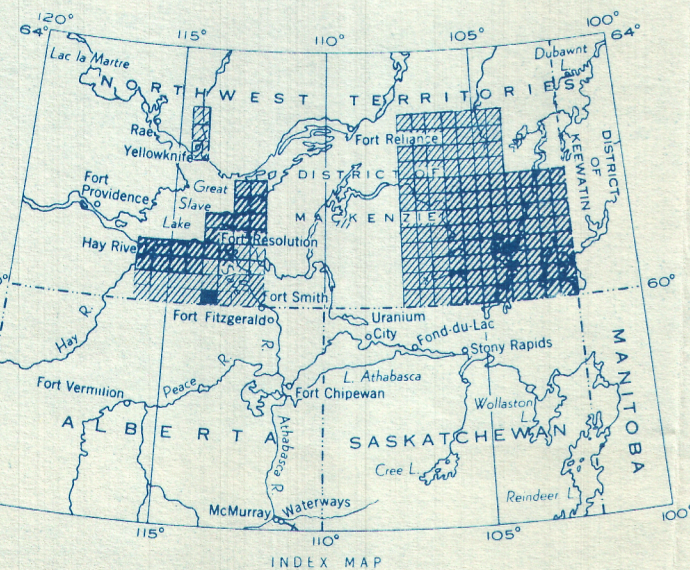 120°
64°
115°
110°
105°
100°
64°
Lac la Martre
Dubawnt
L.
NORTHWEST TERRITORIES
Rae
Yellowknife
Fort Reliance
DISTRICT OF
MACKENZIE
DISTRICT
OF
KEEWATIN
Fort
Providence
Great
Slave
Lake
Hay River
Fort Resolution
60°
Fort Smith
Fort Fitzgerald
Uranium
City
Fond-du-Lac
Stony Rapids
Hay R.
R.
Fort Vermilion
Peace R.
L. Athabasca
Fort Chipewan
Wollaston
L.
MANITOBA
ALBERTA
SASKATCHEWAN
Athabasca R.
Cree L.
Reindeer L.
McMurray
Waterways
115°
110°
105°
100°
INDEX MAP